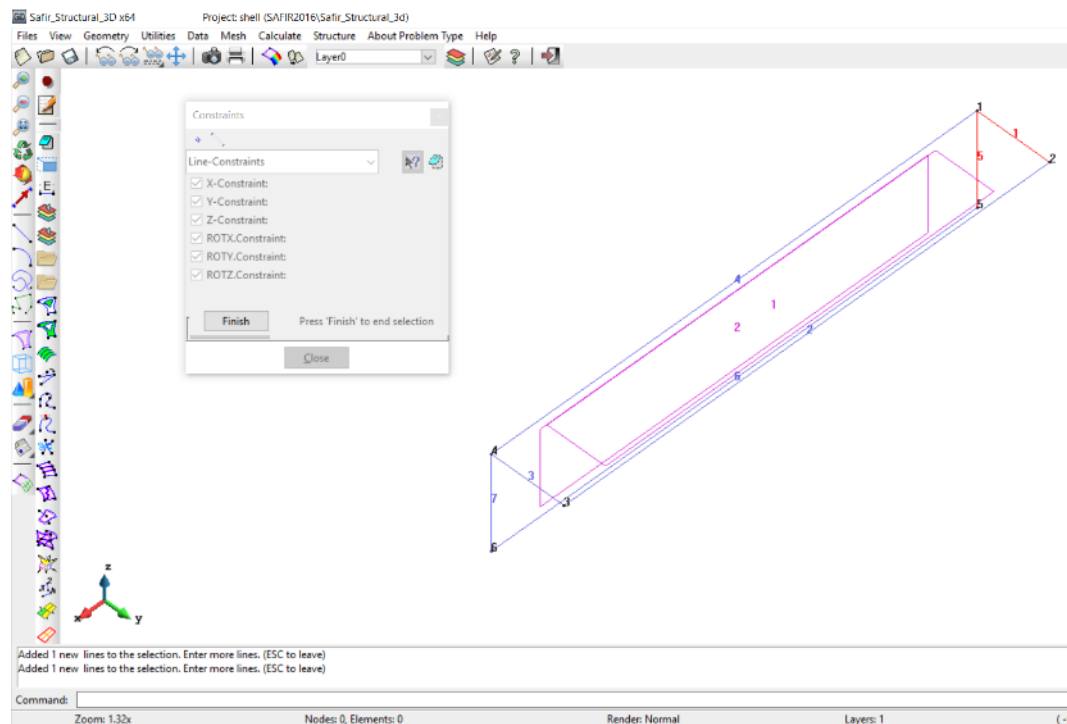 Safir_Structural_3D x64 Project: shell (SAFIR2016\Safir_Structural_3d)
Files View Geometry Utilities Data Mesh Calculate Structure About Problem Type Help
Layer0
Constraints
Line-Constraints
X-Constraint:
Y-Constraint:
Z-Constraint:
ROTX.Constraint:
ROTY.Constraint:
ROTZ.Constraint:
Finish Press 'Finish' to end selection
Close
E
1
1
2
5
5
4
1
2
2
6
4
3
7
3
6
z
x y
Added 1 new lines to the selection. Enter more lines. (ESC to leave)
Added 1 new lines to the selection. Enter more lines. (ESC to leave)
Command:
Zoom: 1.32x Nodes: 0, Elements: 0 Render: Normal Layers: 1 ( -